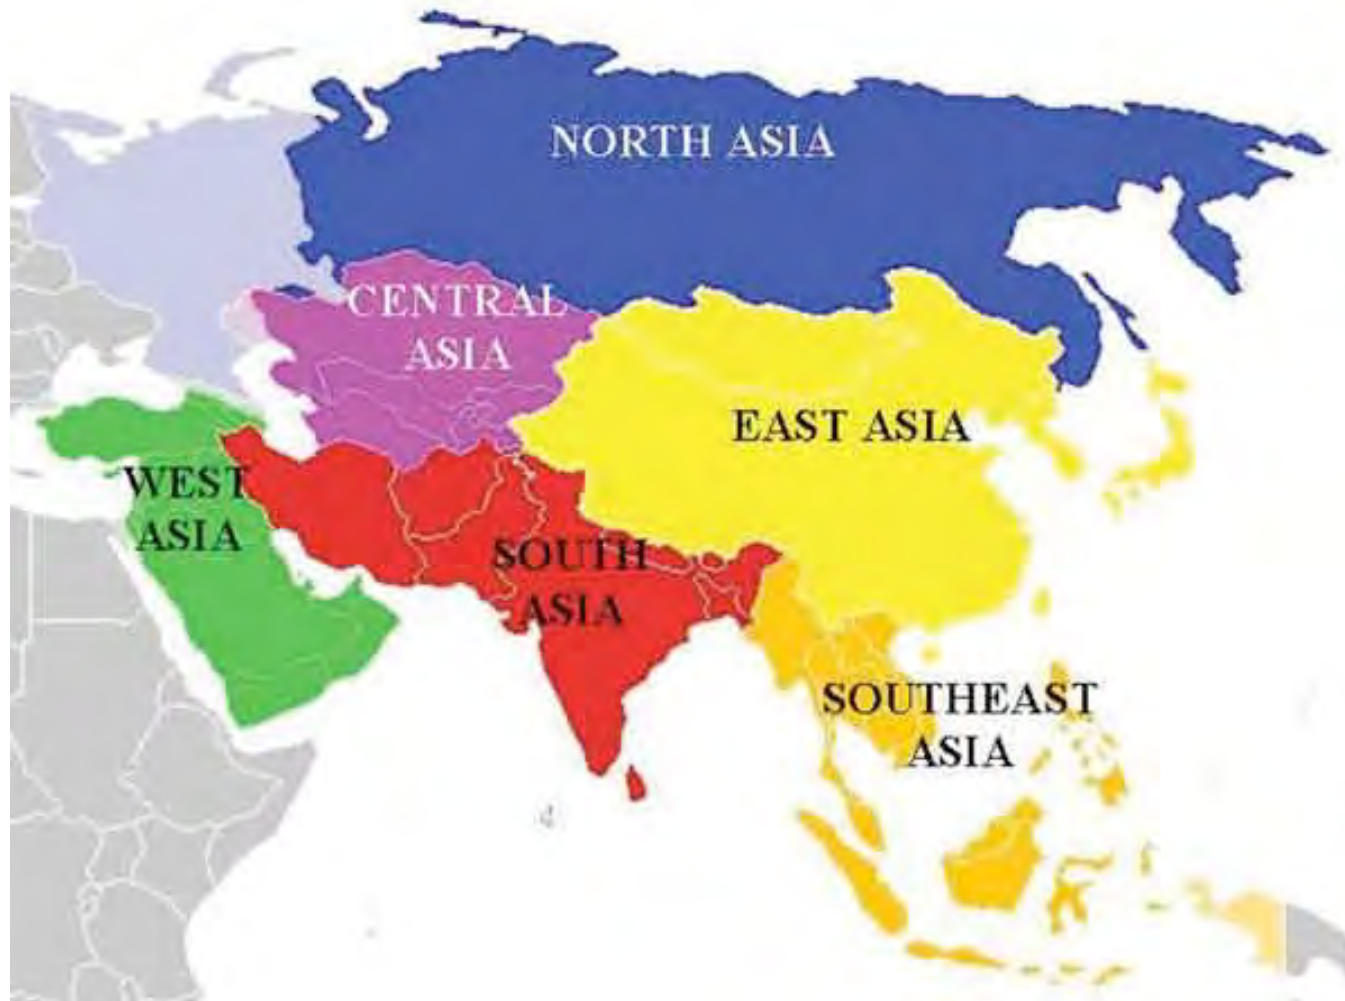 NORTH ASIA
CENTRAL
ASIA
EAST ASIA
WEST
ASIA
SOUTH
ASIA
SOUTHEAST
ASIA